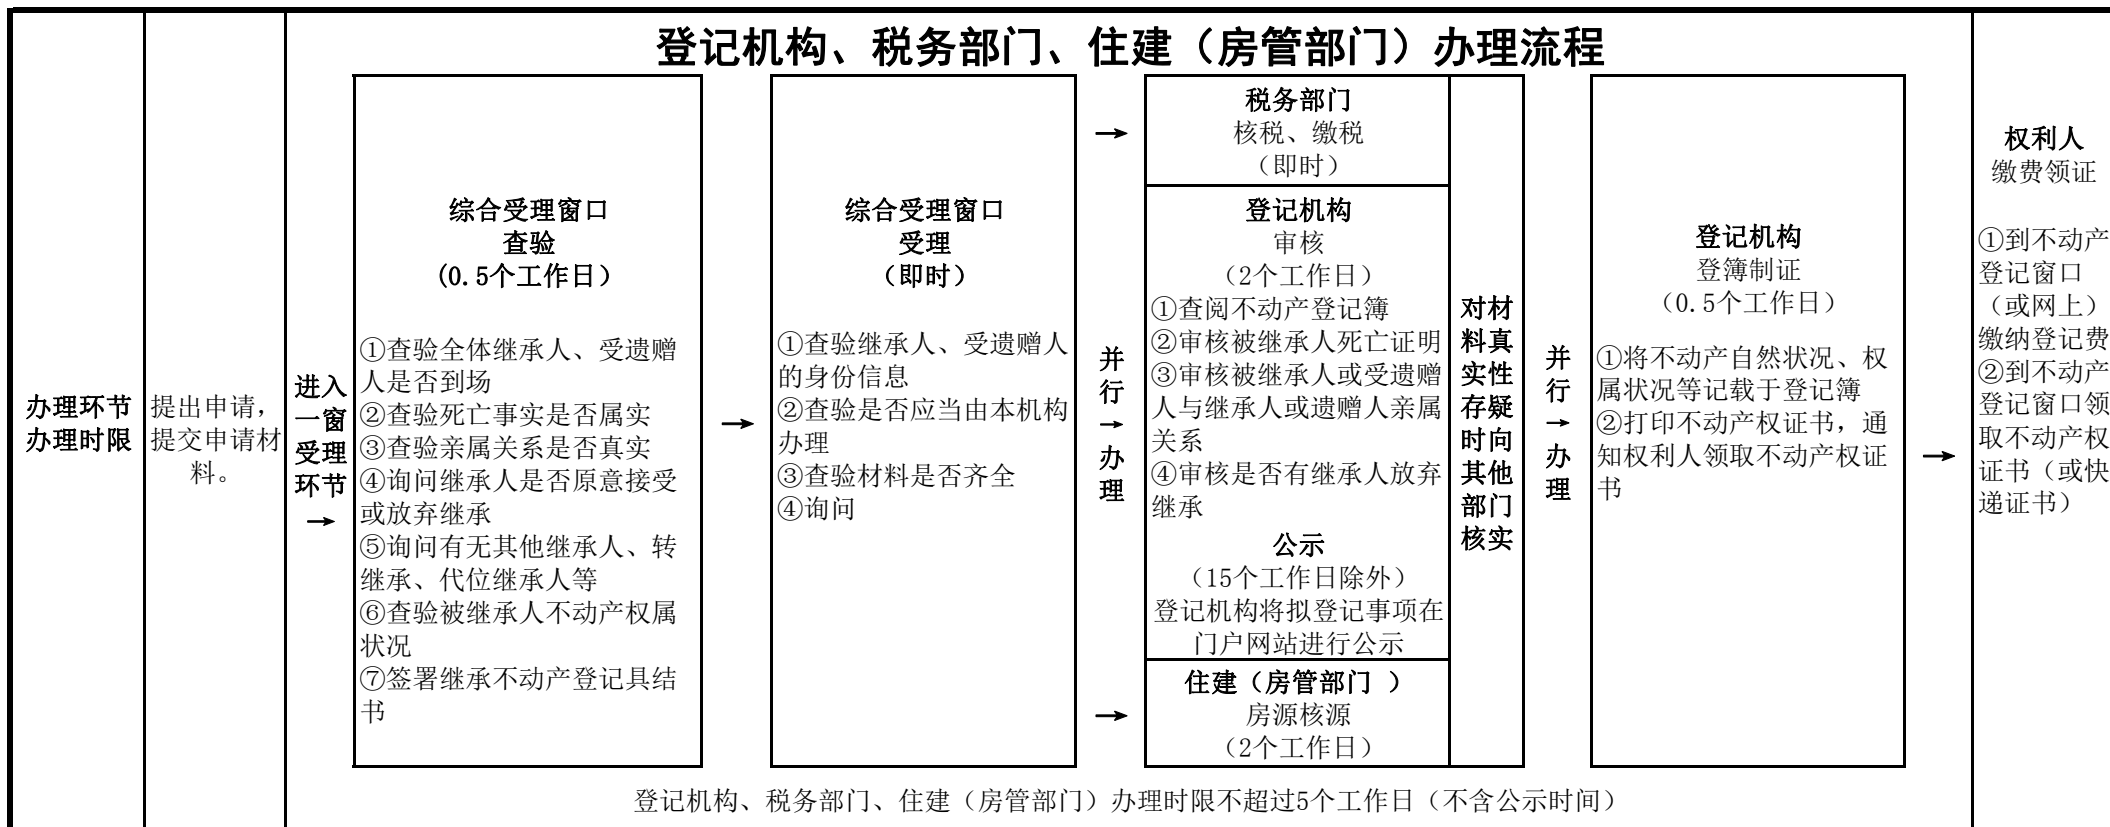 登记机构、税务部门、住建（房管部门）办理流程
办理环节
办理时限
提出申请，
提交申请材
料。
进入
一窗
受理
环节
→
综合受理窗口
查验
(0.5个工作日）
①查验全体继承人、受遗赠
人是否到场
②查验死亡事实是否属实
③查验亲属关系是否真实
④询问继承人是否原意接受
或放弃继承
⑤询问有无其他继承人、转
继承、代位继承人等
⑥查验被继承人不动产权属
状况
⑦签署继承不动产登记具结
书
→
综合受理窗口
受理
（即时）
①查验继承人、受遗赠人
的身份信息
②查验是否应当由本机构
办理
③查验材料是否齐全
④询问
→
并
行
→
办
理
→
税务部门
核税、缴税
（即时）
登记机构
审核
（2个工作日）
①查阅不动产登记簿
②审核被继承人死亡证明
③审核被继承人或受遗赠
人与继承人或遗赠人亲属
关系
④审核是否有继承人放弃
继承
公示
（15个工作日除外）
登记机构将拟登记事项在
门户网站进行公示
住建（房管部门 ）
房源核源
（2个工作日）
对材
料真
实性
存疑
时向
其他
部门
核实
并
行
→
办
理
登记机构
登簿制证
（0.5个工作日）
①将不动产自然状况、权
属状况等记载于登记簿
②打印不动产权证书，通
知权利人领取不动产权证
书
→
权利人
缴费领证
①到不动产
登记窗口
（或网上）
缴纳登记费
②到不动产
登记窗口领
取不动产权
证书（或快
递证书）
登记机构、税务部门、住建（房管部门）办理时限不超过5个工作日（不含公示时间）